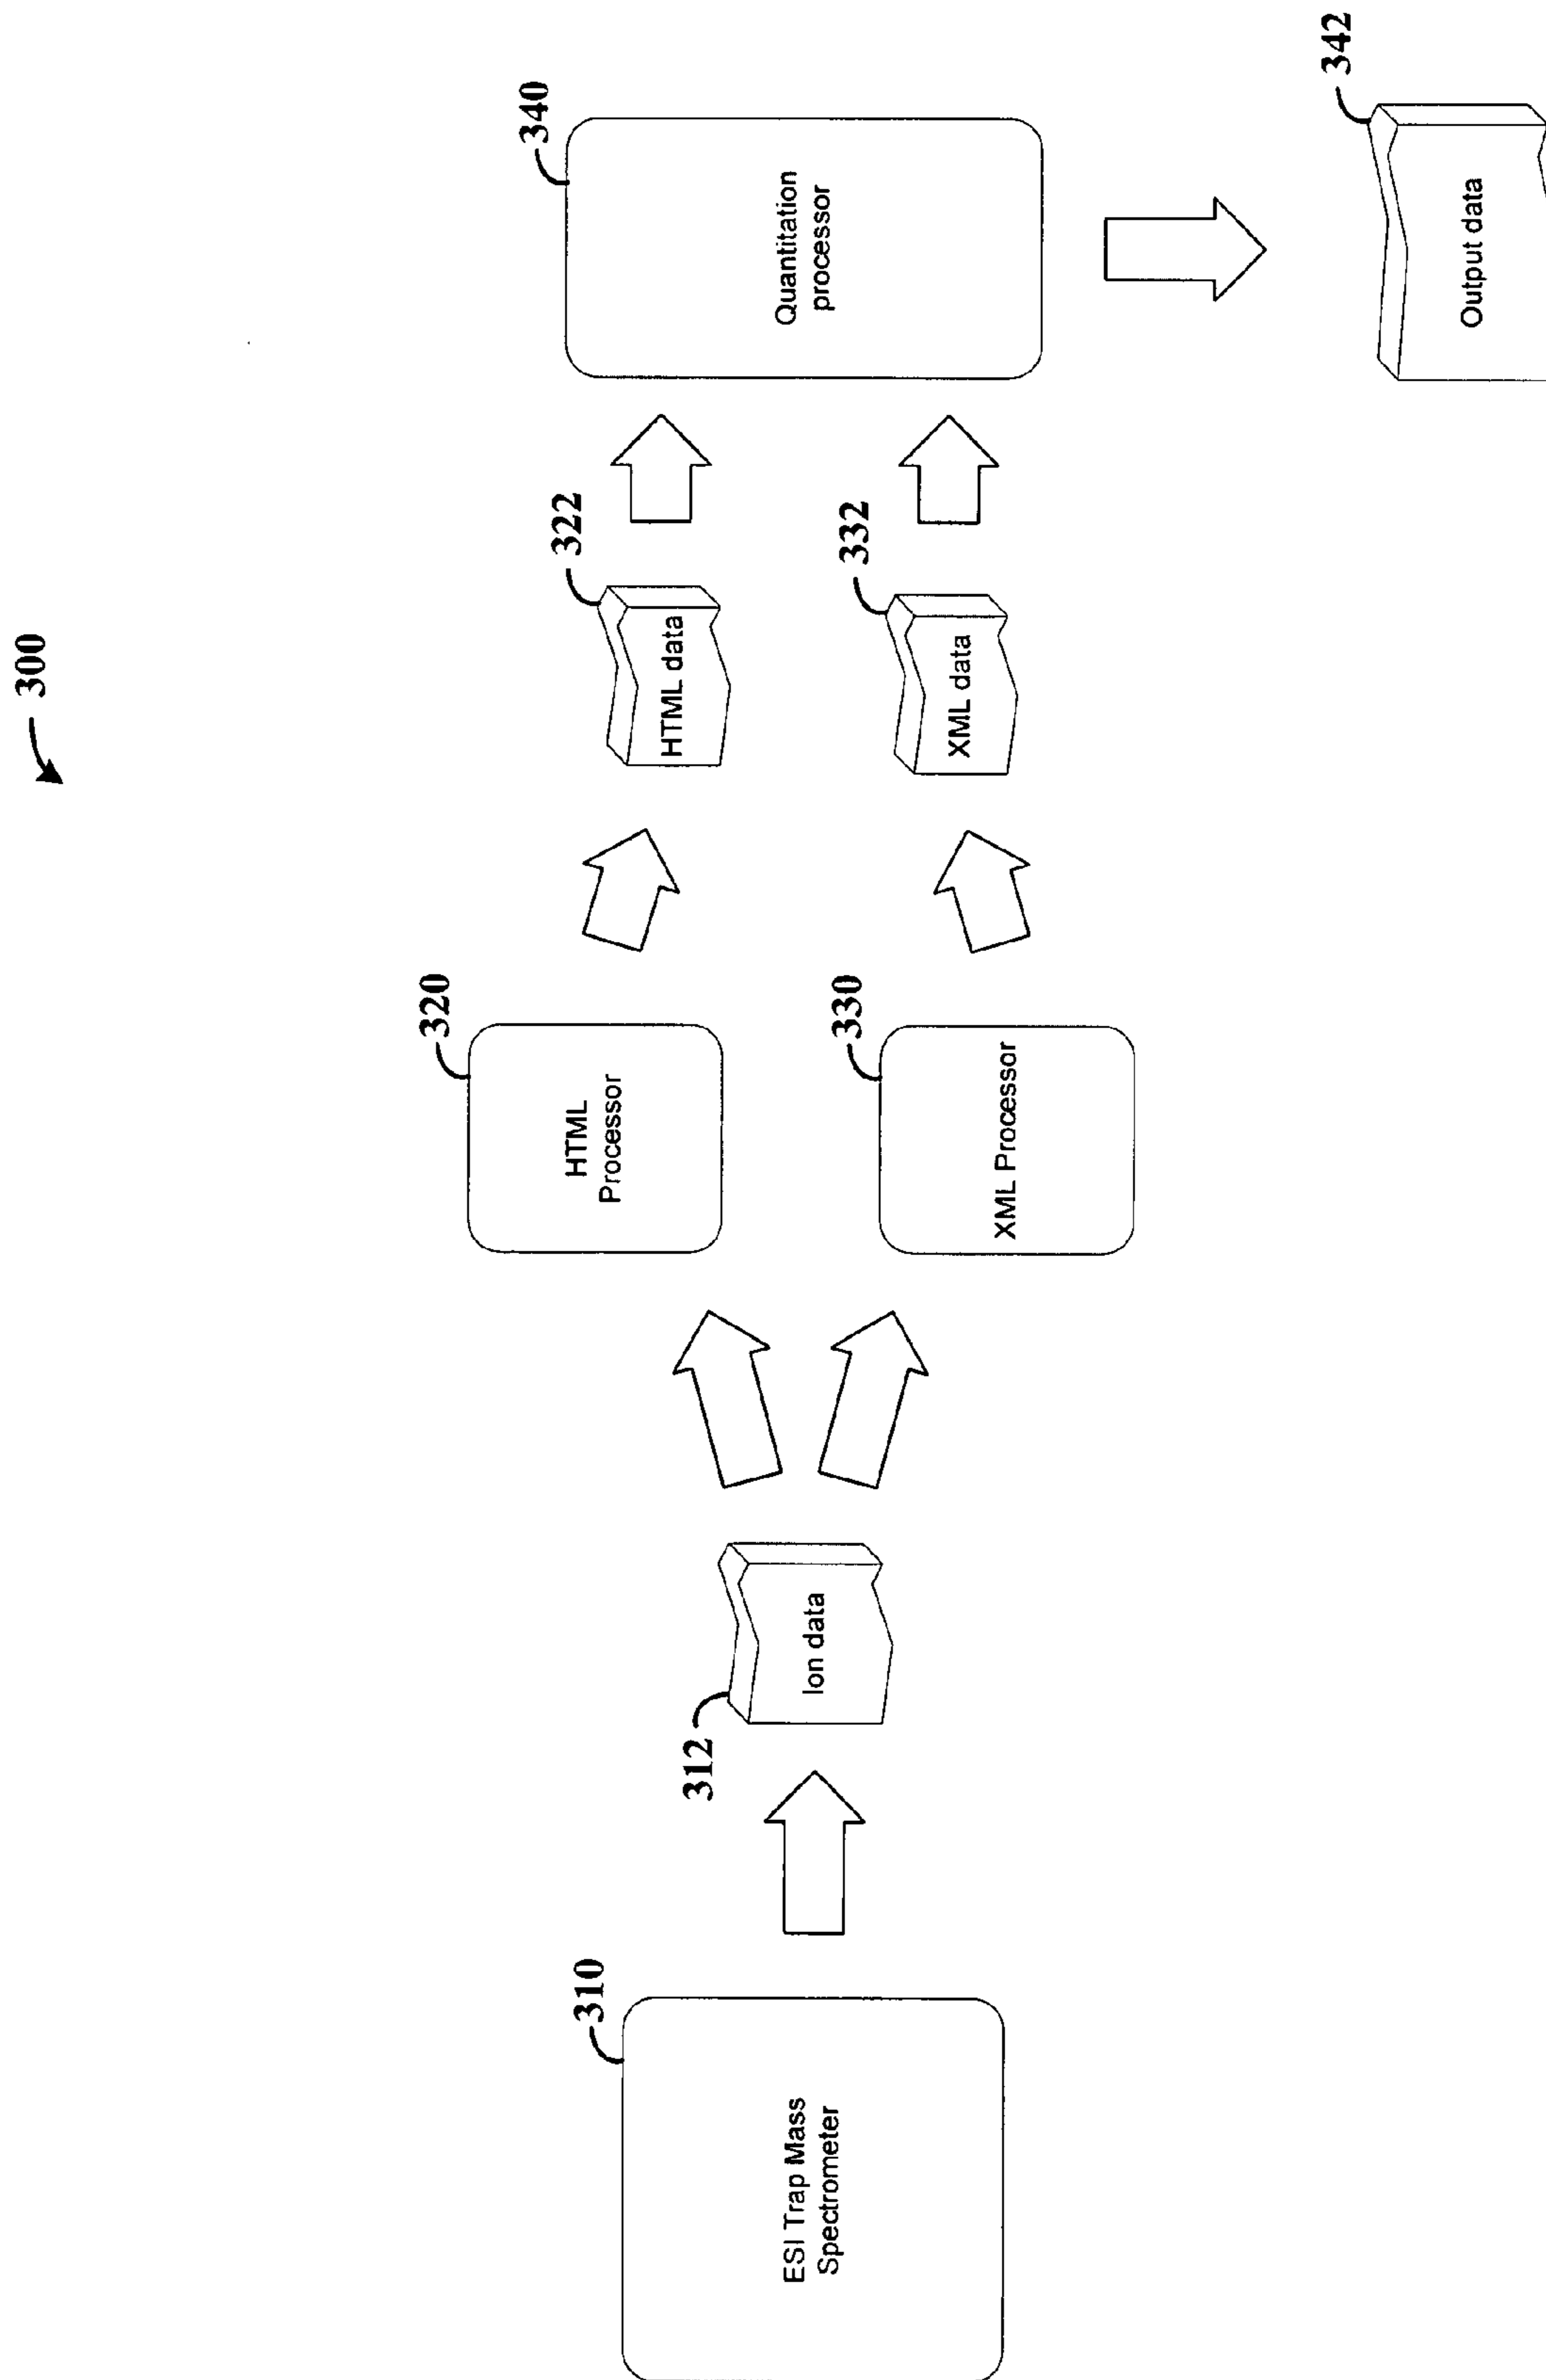 300
310
ESI Trap Mass
Spectrometer
312
Ion data
320
HTML
Processor
330
XML Processor
322
HTML data
332
XML data
340
Quantitation
processor
342
Output data